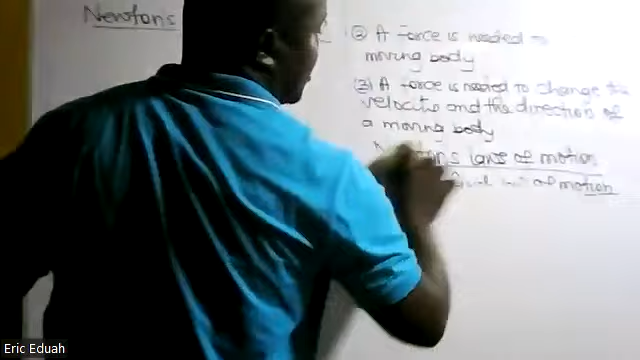 Newtons
② A force is needed to
moving body
(3) A force is needed to change the
velocity and the direction of
a moving body
laws of motion
of motion
Eric Eduah